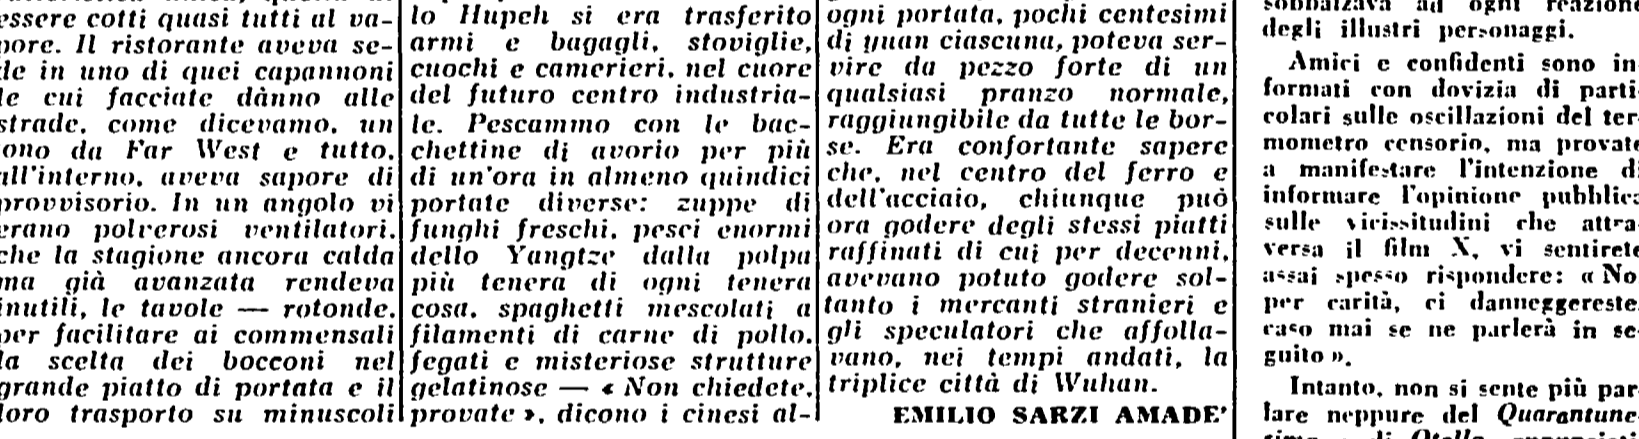 essere cotti quasi tutti al va-
pore. Il ristorante aveva se-
de in uno di quei capannoni
le cui facciate dànno alle
strade, come dicevamo, un
tono da Far West e tutto,
all'interno, aveva sapore di
provvisorio. In un angolo vi
erano polverosi ventilatori,
che la stagione ancora calda
ma già avanzata rendeva
inutili, le tavole — rotonde,
per facilitare ai commensali
la scelta dei bocconi nel
grande piatto di portata e il
loro trasporto su minuscoli
lo Hupeh si era trasferito
armi e bagagli, stoviglie,
cuochi e camerieri, nel cuore
del futuro centro industria-
le. Pescammo con le bac-
chettine di avorio per più
di un'ora in almeno quindici
portate diverse: zuppe di
funghi freschi, pesci enormi
dello Yangtze dalla polpa
più tenera di ogni tenera
cosa, spaghetti mescolati a
filamenti di carne di pollo,
fegati e misteriose strutture
gelatinose — « Non chiedete,
provate », dicono i cinesi al-
ogni portata, pochi centesimi
di yuan ciascuna, poteva ser-
vire da pezzo forte di un
qualsiasi pranzo normale,
raggiungibile da tutte le bor-
se. Era confortante sapere
che, nel centro del ferro e
dell'acciaio, chiunque può
ora godere degli stessi piatti
raffinati di cui per decenni,
avevano potuto godere sol-
tanto i mercanti stranieri e
gli speculatori che affolla-
vano, nei tempi andati, la
triplice città di Wuhan.
EMILIO SARZI AMADE'
sobbalzava ad ogni reazione
degli illustri personaggi.
Amici e confidenti sono in-
formati con dovizia di parti-
colari sulle oscillazioni del ter-
mometro censorio, ma provate
a manifestare l'intenzione di
informare l'opinione pubblica
sulle vicissitudini che attra-
versa il film X, vi sentirete
assai spesso rispondere: « No
per carità, ci danneggereste,
caso mai se ne parlerà in se-
guito ».
Intanto, non si sente più par-
lare neppure del Quarantune-